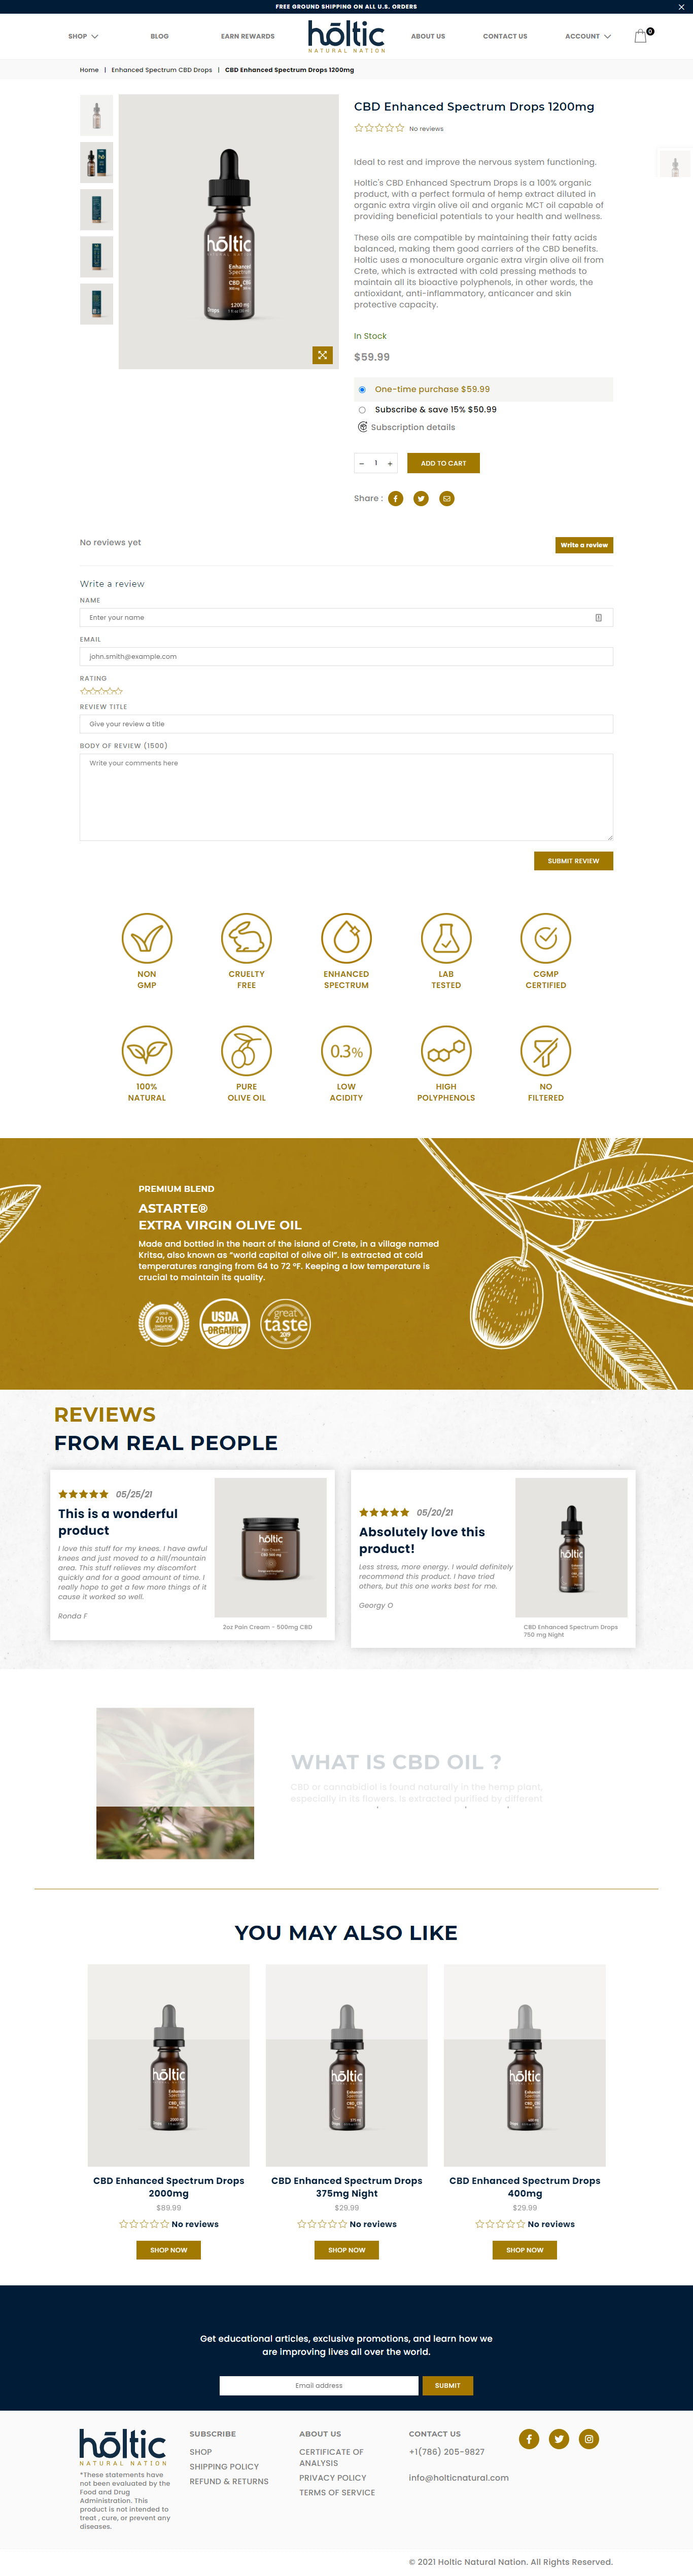 FREE GROUND SHIPPING ON ALL U.S. ORDERS
SHOP
BLOG
EARN REWARDS
hōltic
NATURAL NATION
ABOUT US
CONTACT US
ACCOUNT
0
Home | Enhanced Spectrum CBD Drops | CBD Enhanced Spectrum Drops 1200mg
hōltic
NATURAL NATION
Enhanced
Spectrum
1200 mg
Drops
CBD Enhanced Spectrum Drops 1200mg
No reviews
Ideal to rest and improve the nervous system functioning.
Holtic's CBD Enhanced Spectrum Drops is a 100% organic
product, with a perfect formula of hemp extract diluted in
organic extra virgin olive oil and organic MCT oil capable of
providing beneficial potentials to your health and wellness.
These oils are compatible by maintaining their fatty acids
balanced, making them good carriers of the CBD benefits.
Holtic uses a monoculture organic extra virgin olive oil from
Crete, which is extracted with cold pressing methods to
maintain all its bioactive polyphenols, in other words, the
antioxidant, anti-inflammatory, anticancer and skin
protective capacity.
In Stock
$59.99
One-time purchase $59.99
Subscribe & save 15% $50.99
Subscription details
− 1 +
ADD TO CART
Share :
No reviews yet
Write a review
Write a review
NAME
Enter your name
EMAIL
john.smith@example.com
RATING
REVIEW TITLE
Give your review a title
BODY OF REVIEW (1500)
Write your comments here
SUBMIT REVIEW
NON
GMP
CRUELTY
FREE
ENHANCED
SPECTRUM
LAB
TESTED
CGMP
CERTIFIED
100%
NATURAL
PURE
OLIVE OIL
0.3%
LOW
ACIDITY
HIGH
POLYPHENOLS
NO
FILTERED
PREMIUM BLEND
ASTARTE®
EXTRA VIRGIN OLIVE OIL
Made and bottled in the heart of the island of Crete, in a village named
Kritsa, also known as “world capital of olive oil”. Is extracted at cold
temperatures ranging from 64 to 72 ºF. Keeping a low temperature is
crucial to maintain its quality.
GOLD
2019
USDA
ORGANIC
great
taste
2019
REVIEWS
FROM REAL PEOPLE
05/25/21
This is a wonderful
product
I love this stuff for my knees. I have awful
knees and just moved to a hill/mountain
area. This stuff relieves my discomfort
quickly and for a good amount of time. I
really hope to get a few more things of it
cause it worked so well.
Ronda F
hōltic
2oz Pain Cream - 500mg CBD
05/20/21
Absolutely love this
product!
Less stress, more energy. I would definitely
recommend this product. I have tried
others, but this one works best for me.
Georgy O
hōltic
CBD Enhanced Spectrum Drops
750 mg Night
WHAT IS CBD OIL ?
CBD or cannabidiol is found naturally in the hemp plant,
especially in its flowers. Is extracted purified by different
YOU MAY ALSO LIKE
hōltic
hōltic
hōltic
CBD Enhanced Spectrum Drops
2000mg
$89.99
No reviews
SHOP NOW
CBD Enhanced Spectrum Drops
375mg Night
$29.99
No reviews
SHOP NOW
CBD Enhanced Spectrum Drops
400mg
$29.99
No reviews
SHOP NOW
Get educational articles, exclusive promotions, and learn how we
are improving lives all over the world.
Email address
SUBMIT
hōltic
NATURAL NATION
*These statements have
not been evaluated by the
Food and Drug
Administration. This
product is not intended to
treat , cure, or prevent any
diseases.
SUBSCRIBE
SHOP
SHIPPING POLICY
REFUND & RETURNS
ABOUT US
CERTIFICATE OF
ANALYSIS
PRIVACY POLICY
TERMS OF SERVICE
CONTACT US
+1(786) 205-9827
info@holticnatural.com
© 2021 Holtic Natural Nation. All Rights Reserved.